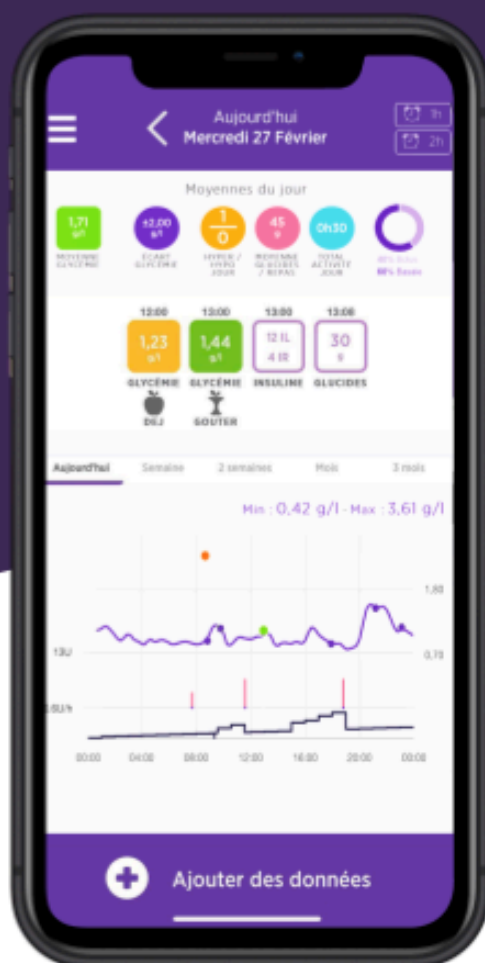 Aujourd'hui
Mercredi 27 Février
1h
2h
Moyennes du jour
1,71
g/l
±2,00
g/l
1
0
45
g
0h30
MOYENNE
GLYCÉMIE
ÉCART
GLYCÉMIE
HYPER /
HYPO
JOUR
MOYENNE
GLUCIDES
/ REPAS
TOTAL
ACTIVITÉ
JOUR
12:00
13:00
13:00
13:00
1,23
g/l
1,44
g/l
12 IL
4 IR
30
g
GLYCÉMIE
GLYCÉMIE
INSULINE
GLUCIDES
DEJ
GOUTER
Aujourd'hui
Semaine
2 semaines
Mois
3 mois
Min : 0,42 g/l - Max : 3,61 g/l
1,80
13U
0,70
00:00
04:00
08:00
12:00
16:00
20:00
00:00
Ajouter des données